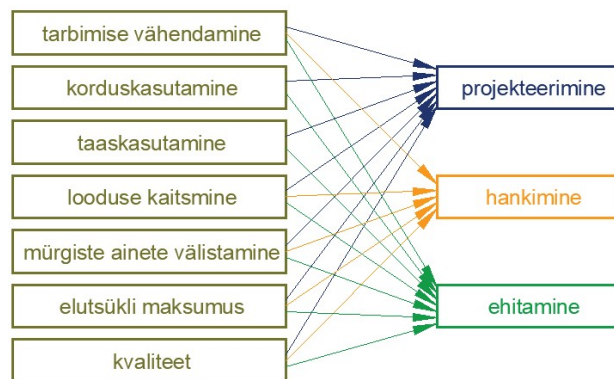 tarbimise vähendamine
korduskasutamine
taaskasutamine
looduse kaitsmine
mürgiste ainete välistamine
elutsükli maksumus
kvaliteet
projekteerimine
hankimine
ehitamine